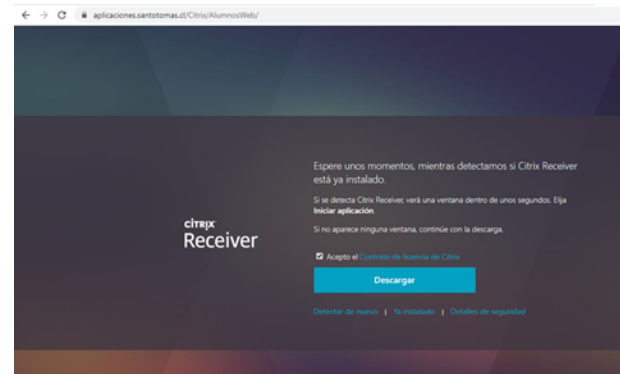 aplicaciones.santotomas.cl/Citrix/AlumnosWeb/
Espere unos momentos, mientras detectamos si Citrix Receiver
está ya instalado.
Si se detecta Citrix Receiver, verá una ventana dentro de unos segundos. Elija
Iniciar aplicación.
Si no aparece ninguna ventana, continúe con la descarga.
CITRIX
Receiver
Acepto el Contrato de licencia de Citrix
Descargar
Detectar de nuevo | Ya instalado | Detalles de seguridad